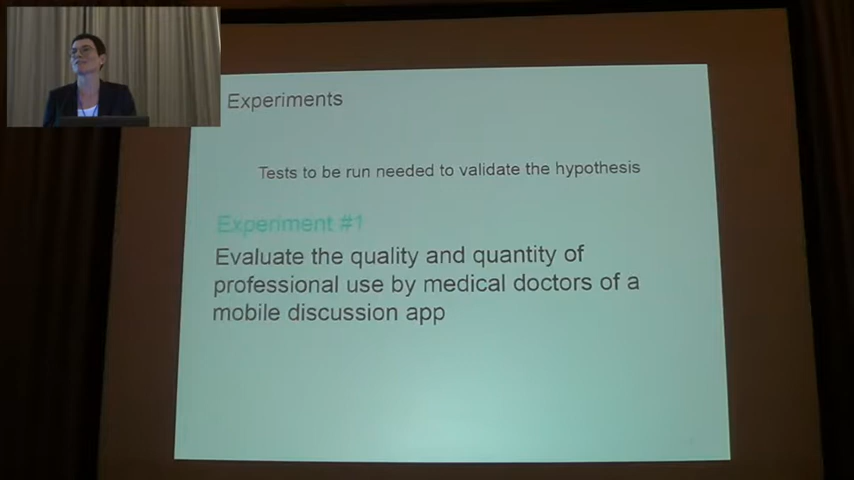 Experiments
Tests to be run needed to validate the hypothesis
Experiment #1
Evaluate the quality and quantity of
professional use by medical doctors of a
mobile discussion app